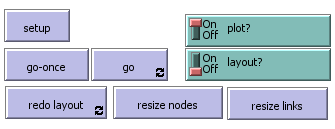 setup
On
Off
plot?
go-once
go
On
Off
layout?
redo layout
resize nodes
resize links